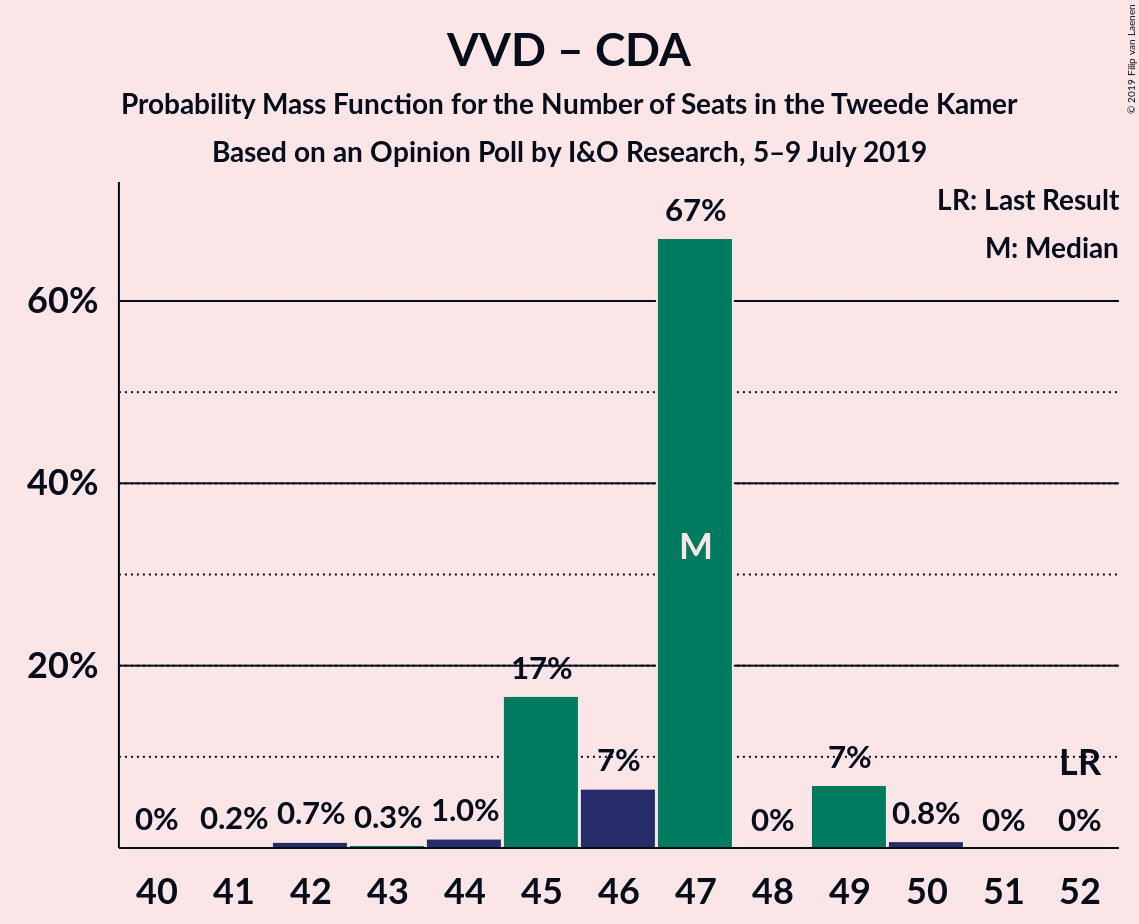 VVD – CDA
Probability Mass Function for the Number of Seats in the Tweede Kamer
Based on an Opinion Poll by I&O Research, 5–9 July 2019
© 2019 Filip van Laenen
LR: Last Result
M: Median
60%
40%
20%
0%
0.2%
0.7%
0.3%
1.0%
17%
7%
67%
M
0%
7%
0.8%
0%
0%
LR
40 41 42 43 44 45 46 47 48 49 50 51 52